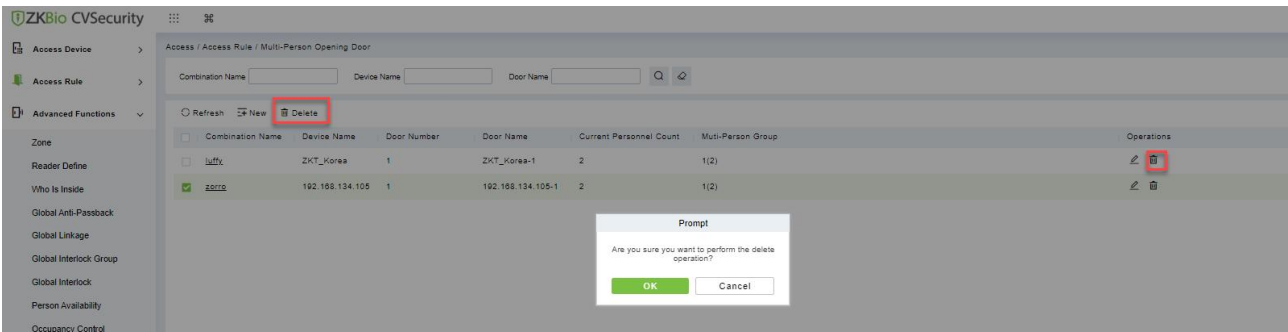 ZKBio CVSecurity
Access Device
Access / Access Rule / Multi-Person Opening Door
Access Rule
Combination Name Device Name Door Name
Advanced Functions
Refresh New Delete
Combination Name Device Name Door Number Door Name Current Personnel Count Muti-Person Group Operations
Zone
luffy ZKT_Korea 1 ZKT_Korea-1 2 1(2)
Reader Define
zorro 192.168.134.105 1 192.168.134.105-1 2 1(2)
Who Is Inside
Global Anti-Passback
Global Linkage
Global Interlock Group
Global Interlock
Person Availability
Occupancy Control
Prompt
Are you sure you want to perform the delete
operation?
OK Cancel